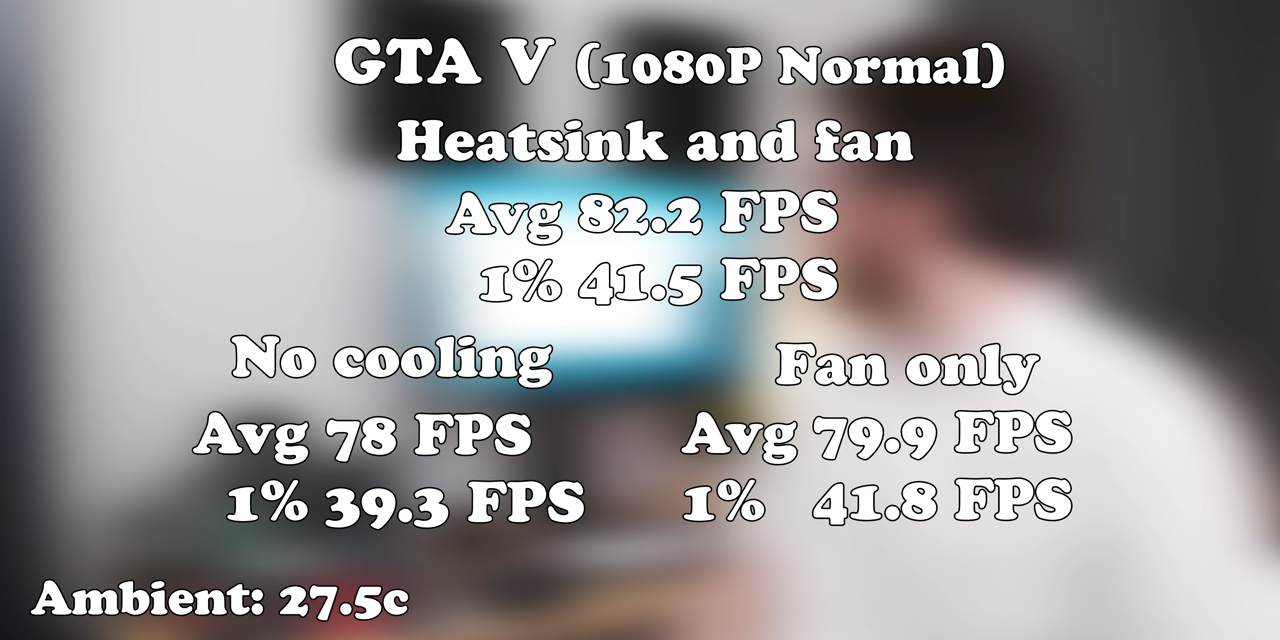 GTA V (1080P Normal)
Heatsink and fan
Avg 82.2 FPS
1% 41.5 FPS
No cooling
Avg 78 FPS
1% 39.3 FPS
Fan only
Avg 79.9 FPS
1% 41.8 FPS
Ambient: 27.5c